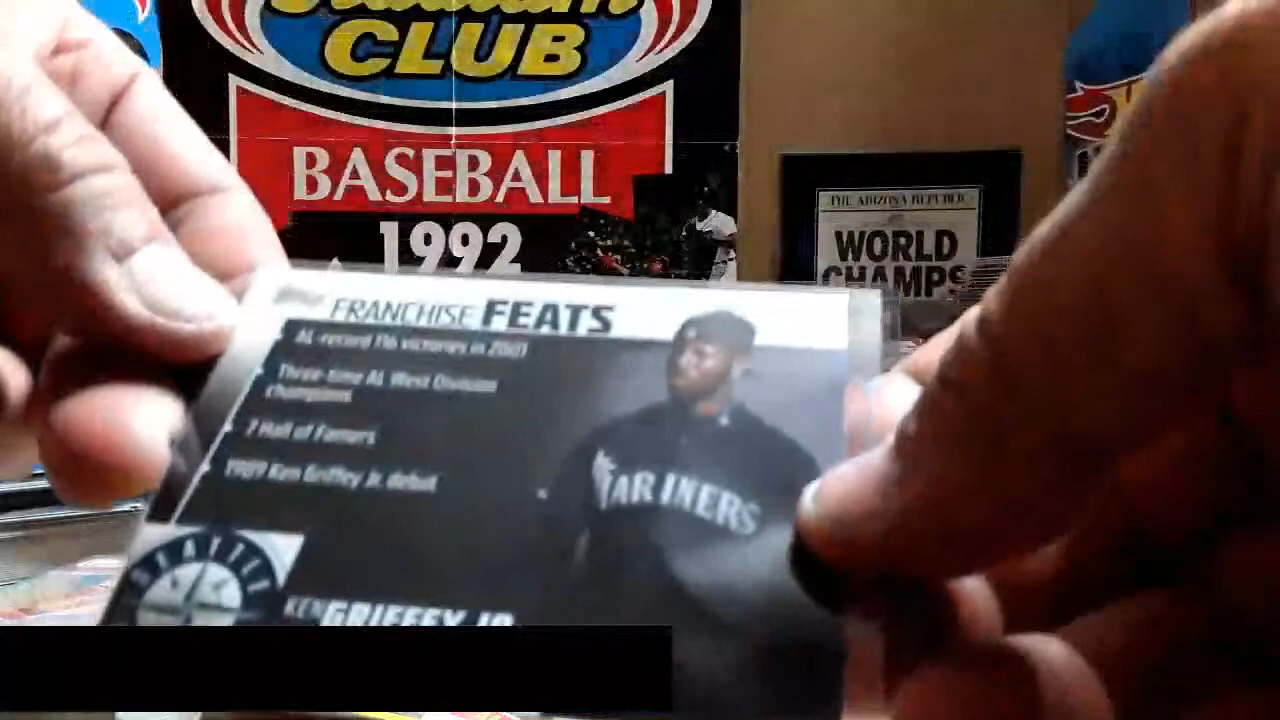 Stadium
CLUB
BASEBALL
1992
THE ARIZONA REPUBLIC
WORLD
CHAMPS
FRANCHISE FEATS
AL-record 116 victories in 2001
Three-time AL West Division
champions
7 Hall of Famers
1989 Ken Griffey Jr. debut
MARINERS
SEATTLE
KEN GRIFFEY JR.